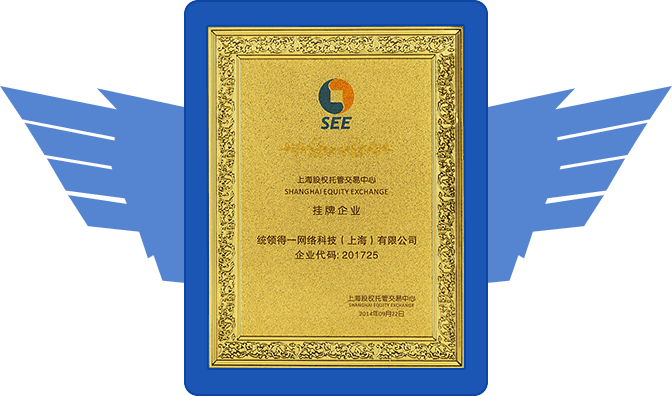 SEE
上海股权托管交易中心
SHANGHAI EQUITY EXCHANGE
挂牌企业
统领得一网络科技（上海）有限公司
企业代码: 201725
上海股权托管交易中心
SHANGHAI EQUITY EXCHANGE
2014年09月22日